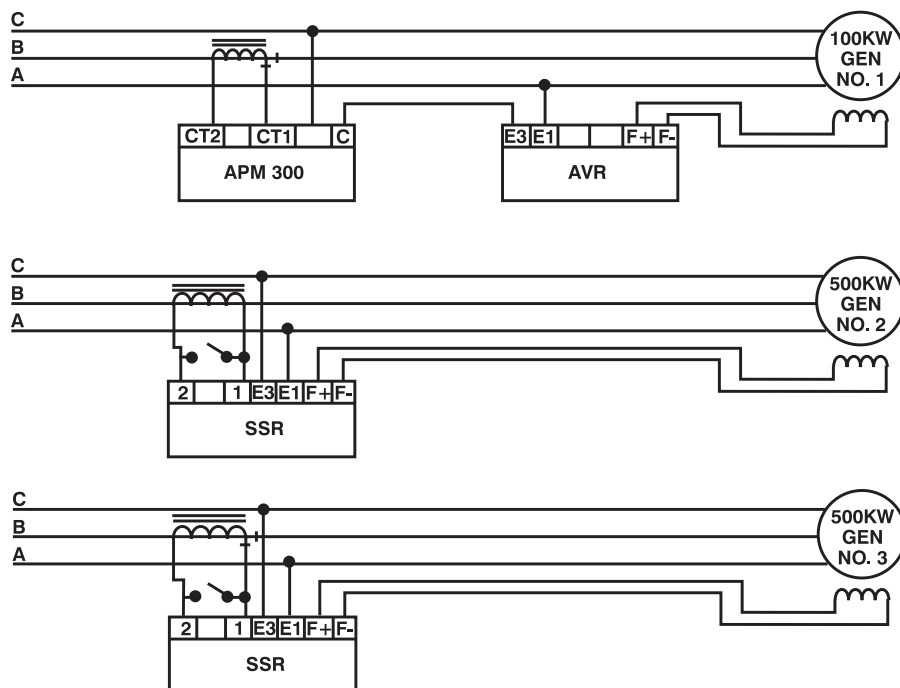 C
B
A
100KW
GEN
NO. 1
CT2 CT1 C
APM 300
E3 E1 F+ F-
AVR
C
B
A
500KW
GEN
NO. 2
2 1 E3 E1 F+ F-
SSR
C
B
A
500KW
GEN
NO. 3
2 1 E3 E1 F+ F-
SSR